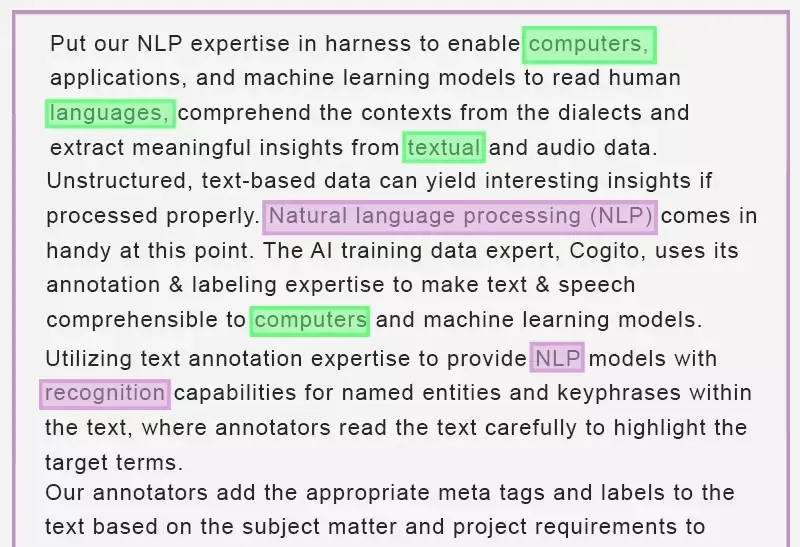 Put our NLP expertise in harness to enable computers,
applications, and machine learning models to read human
languages, comprehend the contexts from the dialects and
extract meaningful insights from textual and audio data.
Unstructured, text-based data can yield interesting insights if
processed properly. Natural language processing (NLP) comes in
handy at this point. The AI training data expert, Cogito, uses its
annotation & labeling expertise to make text & speech
comprehensible to computers and machine learning models.
Utilizing text annotation expertise to provide NLP models with
recognition capabilities for named entities and keyphrases within
the text, where annotators read the text carefully to highlight the
target terms.
Our annotators add the appropriate meta tags and labels to the
text based on the subject matter and project requirements to